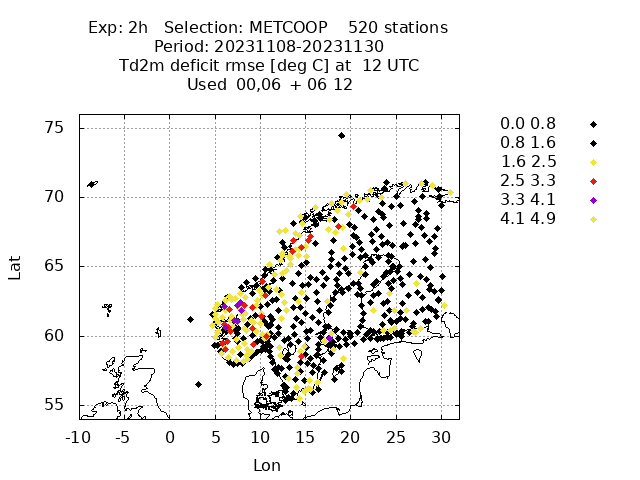 Exp: 2h   Selection: METCOOP    520 stations
Period: 20231108-20231130
Td2m deficit rmse [deg C] at  12 UTC
Used  00,06  + 06 12
0.0 0.8
0.8 1.6
1.6 2.5
2.5 3.3
3.3 4.1
4.1 4.9
75
70
65
60
55
Lat
-10 -5 0 5 10 15 20 25 30
Lon